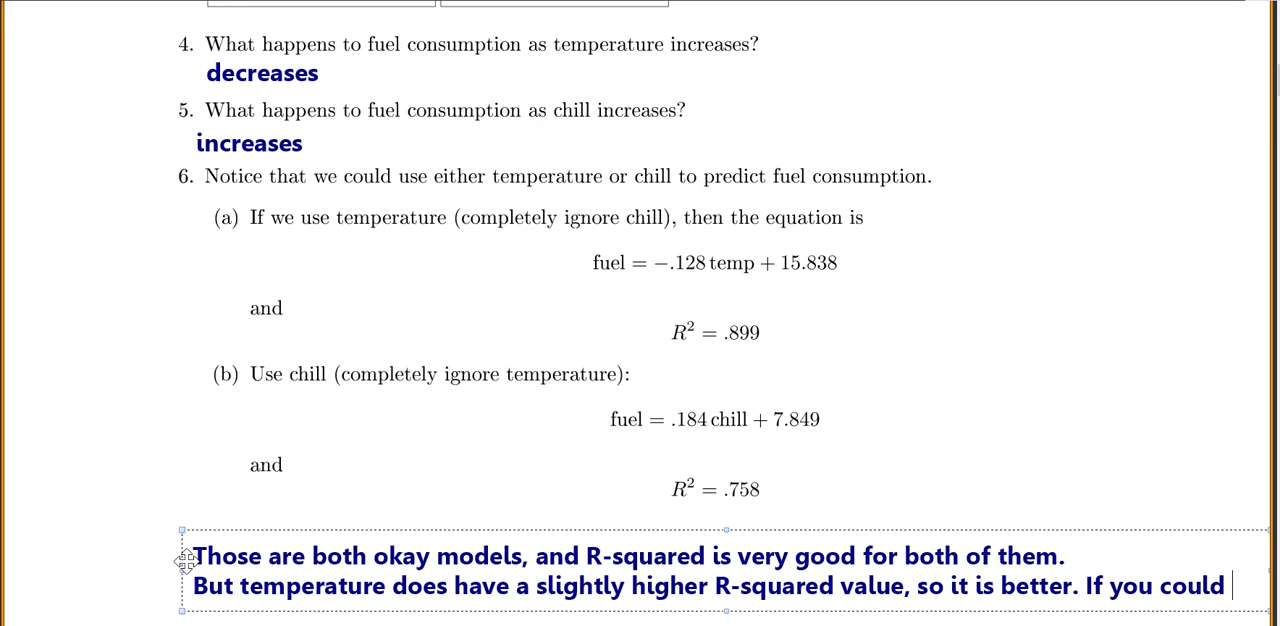 4. What happens to fuel consumption as temperature increases?
decreases
5. What happens to fuel consumption as chill increases?
increases
6. Notice that we could use either temperature or chill to predict fuel consumption.
(a) If we use temperature (completely ignore chill), then the equation is
fuel = −.128 temp + 15.838
and
R² = .899
(b) Use chill (completely ignore temperature):
fuel = .184 chill + 7.849
and
R² = .758
Those are both okay models, and R-squared is very good for both of them.
But temperature does have a slightly higher R-squared value, so it is better. If you could